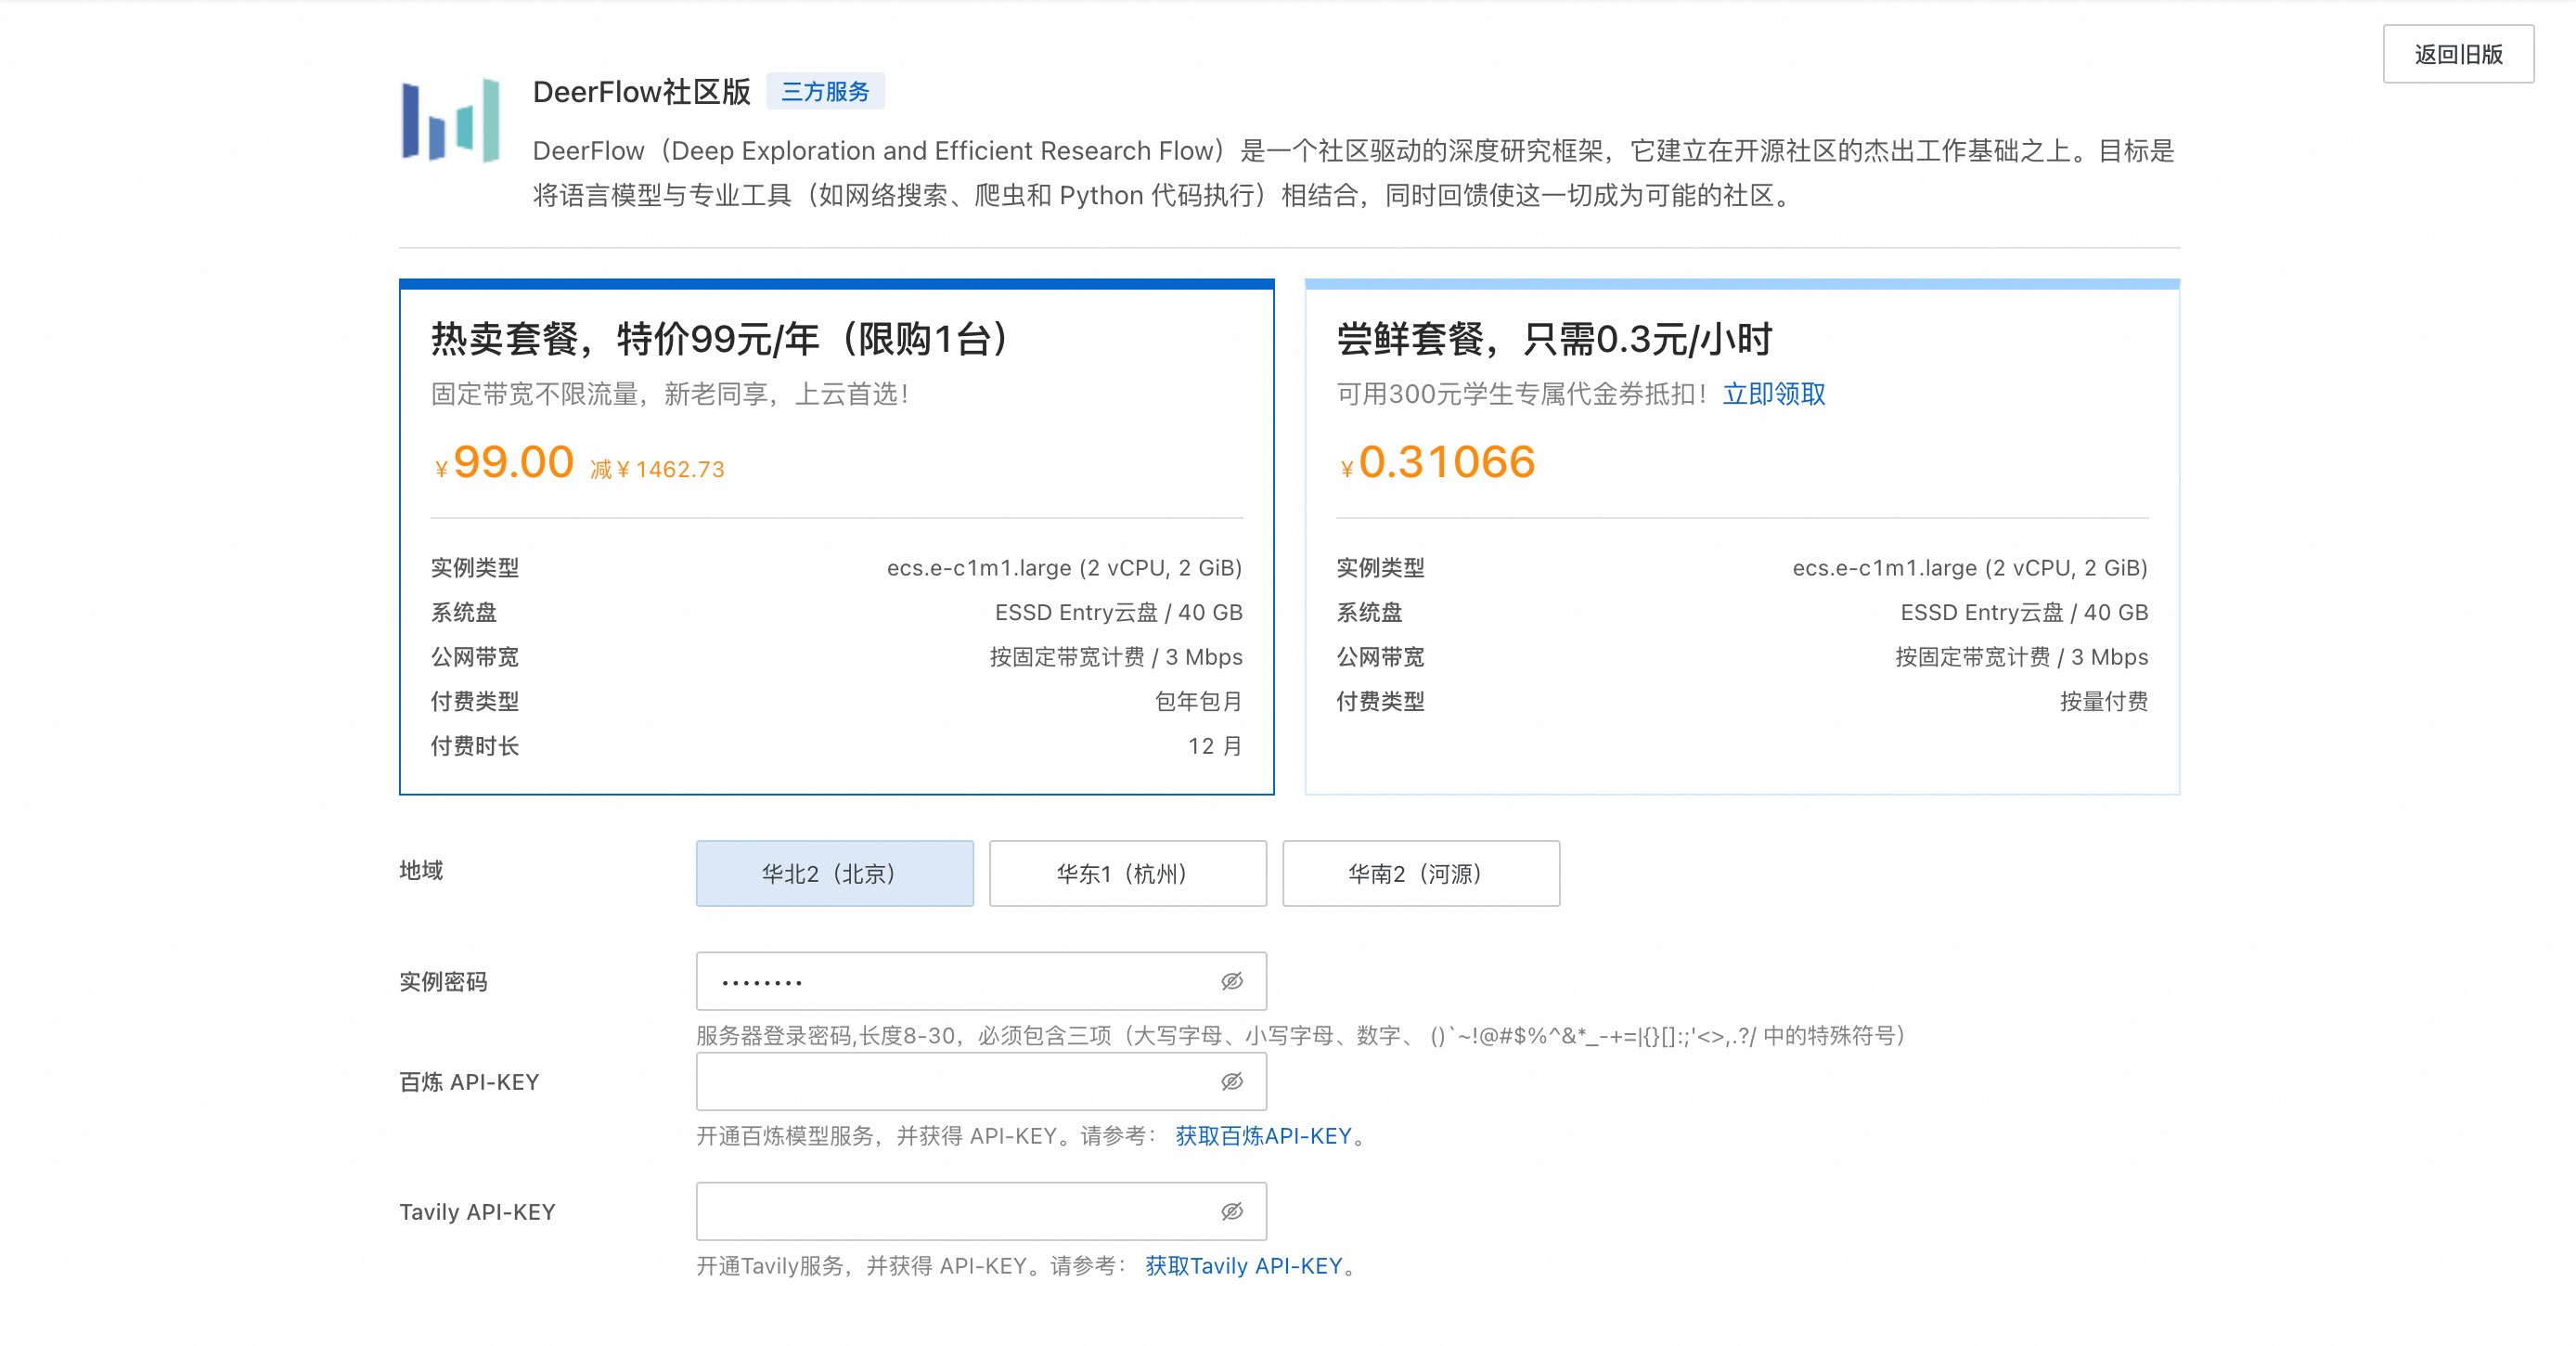 返回旧版
DeerFlow社区版 三方服务
DeerFlow（Deep Exploration and Efficient Research Flow）是一个社区驱动的深度研究框架，它建立在开源社区的杰出工作基础之上。目标是
将语言模型与专业工具（如网络搜索、爬虫和 Python 代码执行）相结合，同时回馈使这一切成为可能的社区。
热卖套餐，特价99元/年（限购1台）
固定带宽不限流量，新老同享，上云首选！
¥99.00 减¥1462.73
实例类型 ecs.e-c1m1.large (2 vCPU, 2 GiB)
系统盘 ESSD Entry云盘 / 40 GB
公网带宽 按固定带宽计费 / 3 Mbps
付费类型 包年包月
付费时长 12 月
尝鲜套餐，只需0.3元/小时
可用300元学生专属代金券抵扣！立即领取
¥0.31066
实例类型 ecs.e-c1m1.large (2 vCPU, 2 GiB)
系统盘 ESSD Entry云盘 / 40 GB
公网带宽 按固定带宽计费 / 3 Mbps
付费类型 按量付费
地域 华北2（北京） 华东1（杭州） 华南2（河源）
实例密码 ••••••••
服务器登录密码,长度8-30，必须包含三项（大写字母、小写字母、数字、 ()`~!@#$%^&*_-+=|{}[]:;'<>,.?/ 中的特殊符号）
百炼 API-KEY
开通百炼模型服务，并获得 API-KEY。请参考： 获取百炼API-KEY。
Tavily API-KEY
开通Tavily服务，并获得 API-KEY。请参考： 获取Tavily API-KEY。